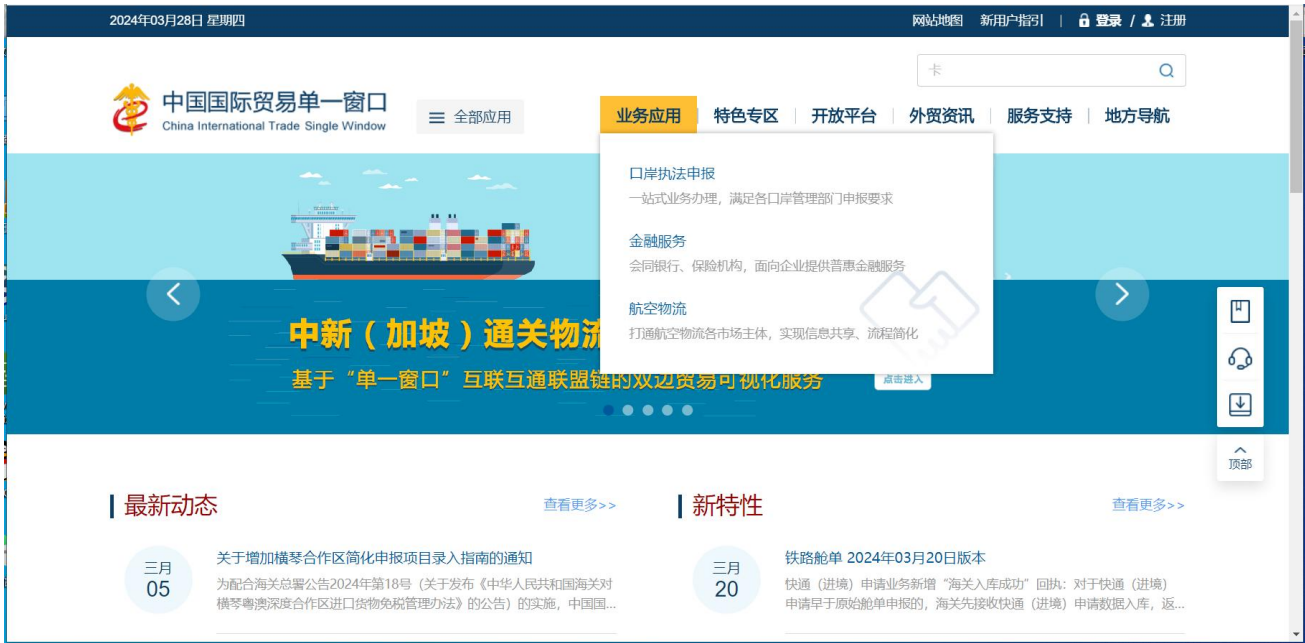 2024年03月28日 星期四
网站地图 新用户指引 | 登录 / 注册
卡
中国国际贸易单一窗口
China International Trade Single Window
全部应用
业务应用 特色专区 开放平台 外贸资讯 服务支持 地方导航
口岸执法申报
一站式业务办理，满足各口岸管理部门申报要求
金融服务
会同银行、保险机构，面向企业提供普惠金融服务
航空物流
打通航空物流各市场主体，实现信息共享、流程简化
中新（加坡）通关物流
基于“单一窗口”互联互通联盟链的双边贸易可视化服务
点击进入
顶部
最新动态
查看更多>>
三月
05
关于增加横琴合作区简化申报项目录入指南的通知
为配合海关总署公告2024年第18号（关于发布《中华人民共和国海关对
横琴粤澳深度合作区进口货物免税管理办法》的公告）的实施，中国国...
新特性
查看更多>>
三月
20
铁路舱单 2024年03月20日版本
快通（进境）申请业务新增“海关入库成功”回执：对于快通（进境）
申请早于原始舱单申报的，海关先接收快通（进境）申请数据入库，返...